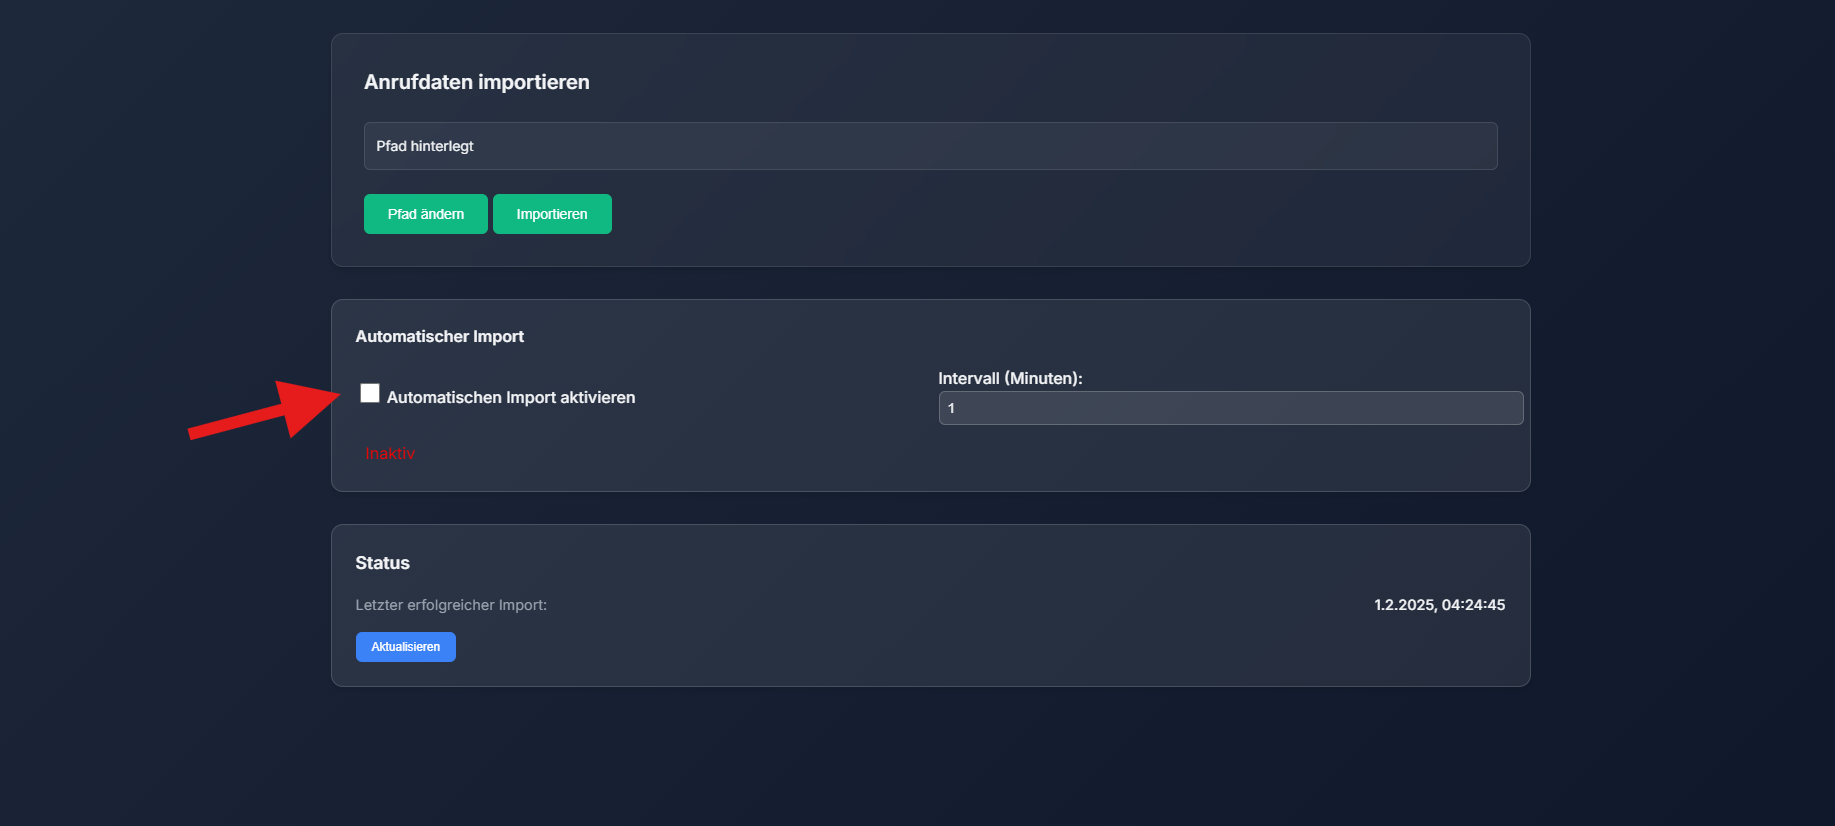 Anrufdaten importieren
Pfad hinterlegt
Pfad ändern
Importieren
Automatischer Import
Automatischen Import aktivieren
Intervall (Minuten):
1
Inaktiv
Status
Letzter erfolgreicher Import:
1.2.2025, 04:24:45
Aktualisieren